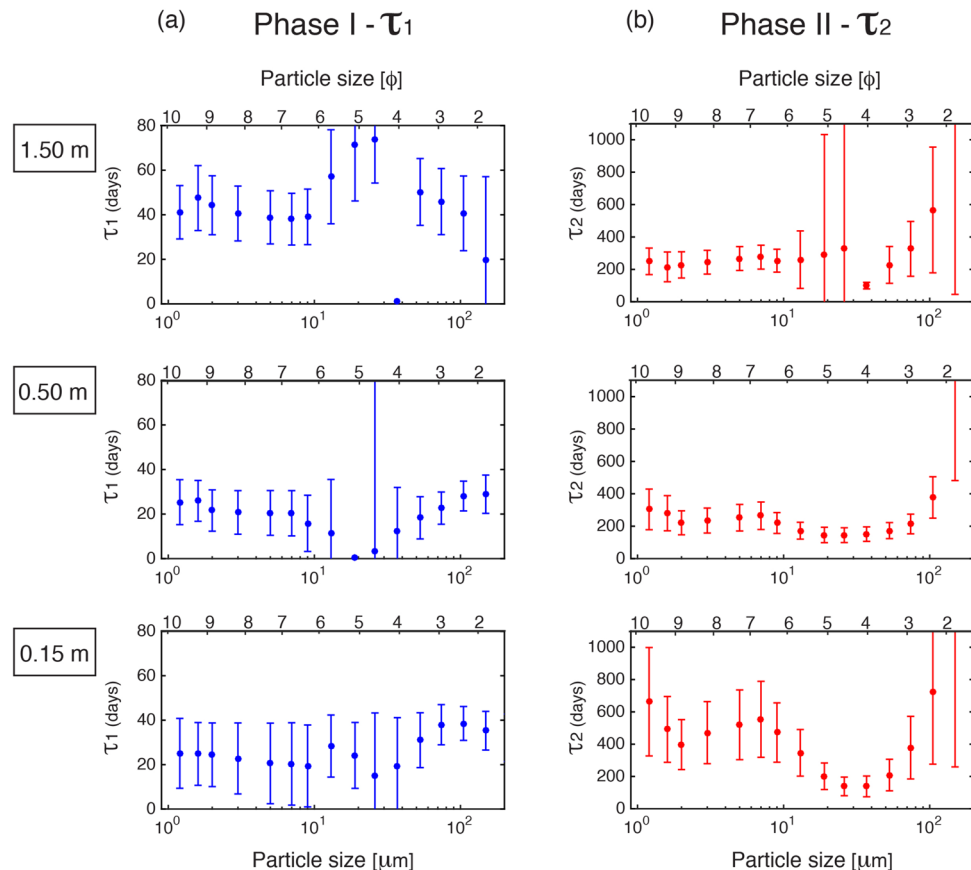 (a) Phase I - τ1
(b) Phase II - τ2
Particle size [ϕ]
Particle size [ϕ]
1.50 m
10 9 8 7 6 5 4 3 2
80
60
40
20
0
τ1 (days)
10^0 10^1 10^2
10 9 8 7 6 5 4 3 2
1000
800
600
400
200
0
τ2 (days)
10^0 10^1 10^2
0.50 m
10 9 8 7 6 5 4 3 2
80
60
40
20
0
τ1 (days)
10^0 10^1 10^2
10 9 8 7 6 5 4 3 2
1000
800
600
400
200
0
τ2 (days)
10^0 10^1 10^2
0.15 m
10 9 8 7 6 5 4 3 2
80
60
40
20
0
τ1 (days)
10^0 10^1 10^2
Particle size [μm]
10 9 8 7 6 5 4 3 2
1000
800
600
400
200
0
τ2 (days)
10^0 10^1 10^2
Particle size [μm]